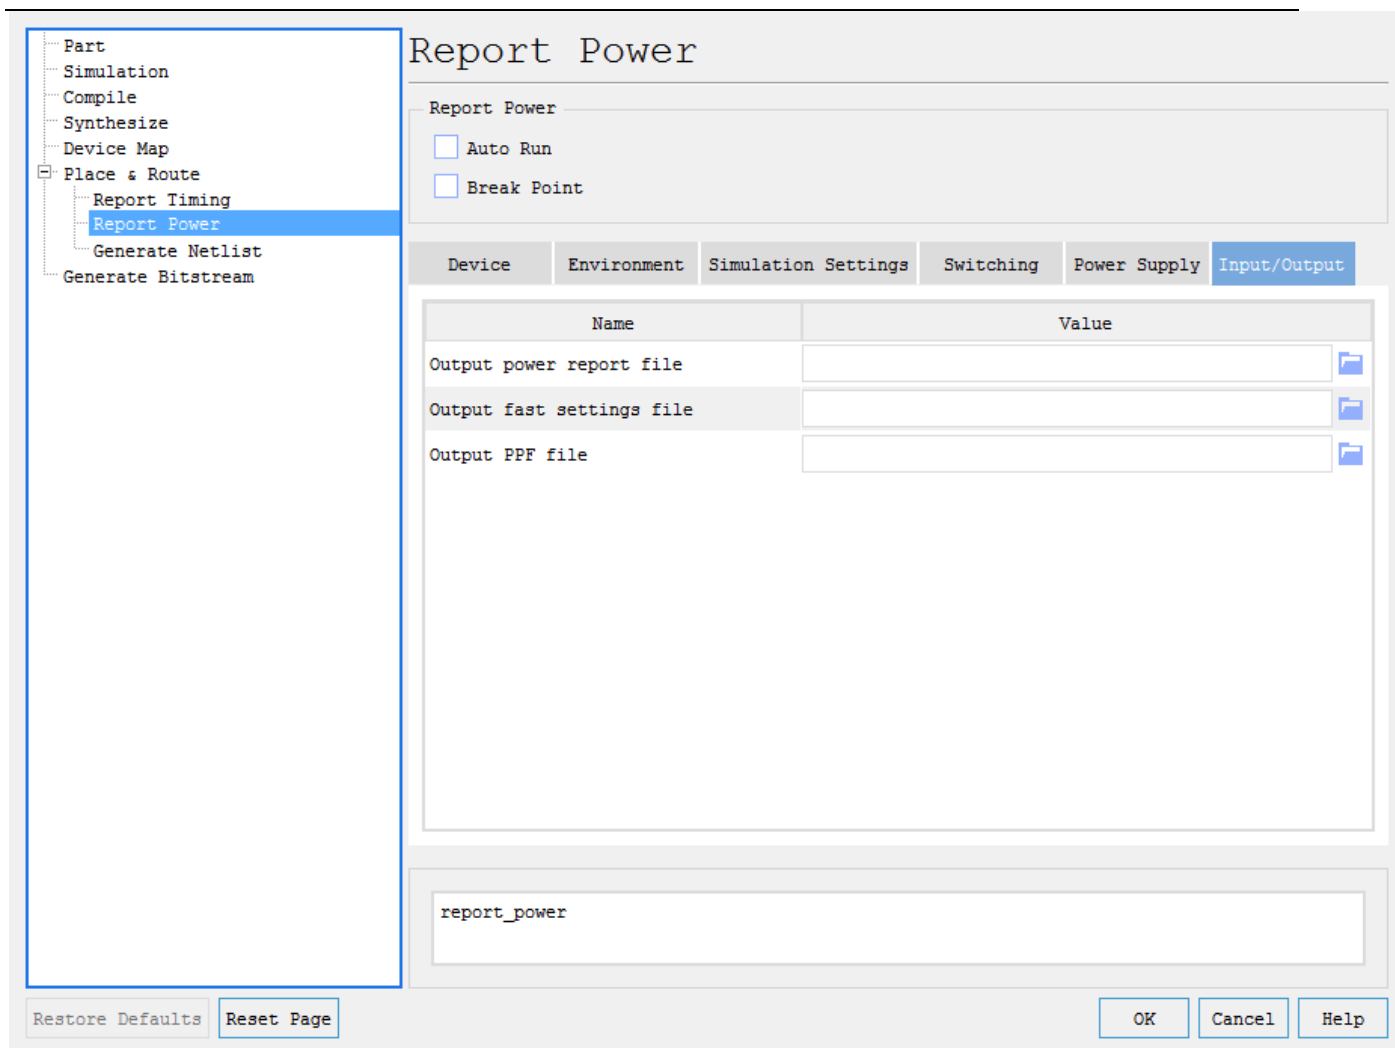 Part
Simulation
Compile
Synthesize
Device Map
Place & Route
Report Timing
Report Power
Generate Netlist
Generate Bitstream
Report Power
Report Power
Auto Run
Break Point
Device Environment Simulation Settings Switching Power Supply Input/Output
Name Value
Output power report file
Output fast settings file
Output PPF file
report_power
Restore Defaults Reset Page OK Cancel Help